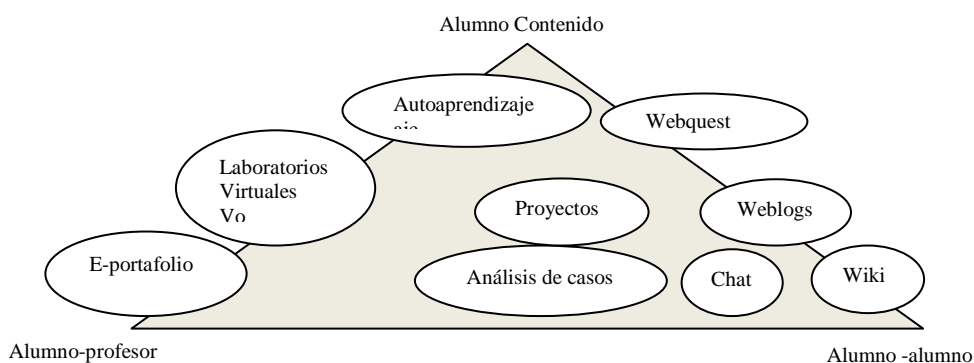 Alumno Contenido
Autoaprendizaje
Webquest
Laboratorios
Virtuales
Proyectos
Weblogs
E-portafolio
Análisis de casos
Chat
Wiki
Alumno-profesor
Alumno -alumno